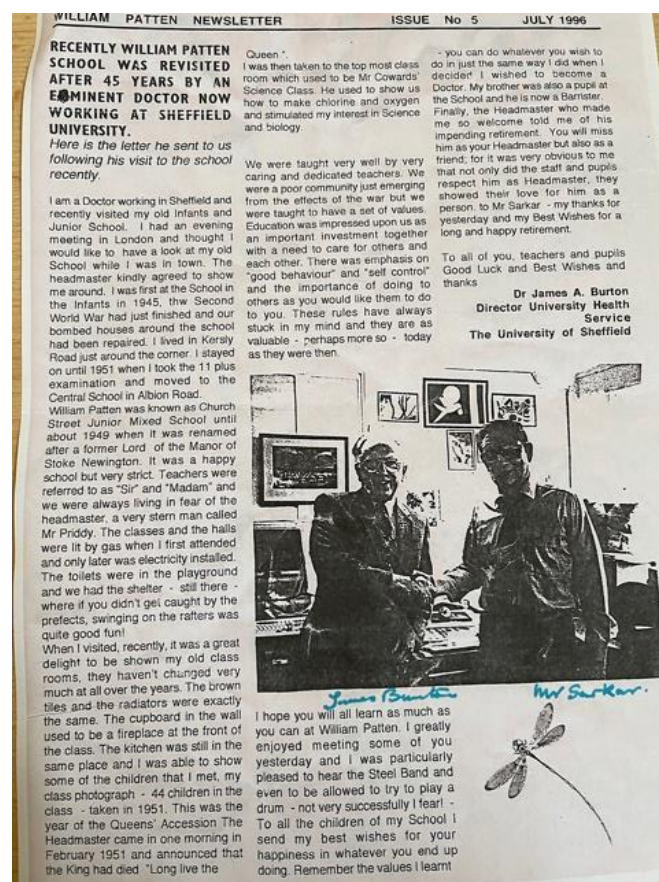 WILLIAM PATTEN NEWSLETTER ISSUE No 5 JULY 1996
RECENTLY WILLIAM PATTEN
SCHOOL WAS REVISITED
AFTER 45 YEARS BY AN
EMINENT DOCTOR NOW
WORKING AT SHEFFIELD
UNIVERSITY.
Here is the letter he sent to us
following his visit to the school
recently.
I am a Doctor working in Sheffield and
recently visited my old Infants and
Junior School. I had an evening
meeting in London and thought I
would like to have a look at my old
School while I was in town. The
headmaster kindly agreed to show
me around. I was first at the School in
the Infants in 1945, thw Second
World War had just finished and our
bombed houses around the school
had been repaired. I lived in Kersly
Road just around the corner. I stayed
on until 1951 when I took the 11 plus
examination and moved to the
Central School in Albion Road.
William Patten was known as Church
Street Junior Mixed School until
about 1949 when it was renamed
after a former Lord of the Manor of
Stoke Newington. It was a happy
school but very strict. Teachers were
referred to as "Sir" and "Madam" and
we were always living in fear of the
headmaster, a very stern man called
Mr Priddy. The classes and the halls
were lit by gas when I first attended
and only later was electricity installed.
The toilets were in the playground
and we had the shelter - still there -
where if you didn't get caught by the
prefects, swinging on the rafters was
quite good fun!
When I visited, recently, it was a great
delight to be shown my old class
rooms, they haven't changed very
much at all over the years. The brown
tiles and the radiators were exactly
the same. The cupboard in the wall
used to be a fireplace at the front of
the class. The kitchen was still in the
same place and I was able to show
some of the children that I met, my
class photograph - 44 children in the
class - taken in 1951. This was the
year of the Queens' Accession The
Headmaster came in one morning in
February 1951 and announced that
the King had died "Long live the
Queen ".
I was then taken to the top most class
room which used to be Mr Cowards'
Science Class. He used to show us
how to make chlorine and oxygen
and stimulated my interest in Science
and biology.
We were taught very well by very
caring and dedicated teachers. We
were a poor community just emerging
from the effects of the war but we
were taught to have a set of values.
Education was impressed upon us as
an important investment together
with a need to care for others and
each other. There was emphasis on
"good behaviour" and "self control"
and the importance of doing to
others as you would like them to do
to you. These rules have always
stuck in my mind and they are as
valuable - perhaps more so - today
as they were then.
James Burton
Mr Sarkar.
I hope you will all learn as much as
you can at William Patten. I greatly
enjoyed meeting some of you
yesterday and I was particularly
pleased to hear the Steel Band and
even to be allowed to try to play a
drum - not very successfully I fear! -
To all the children of my School I
send my best wishes for your
happiness in whatever you end up
doing. Remember the values I learnt
- you can do whatever you wish to
do in just the same way I did when I
decided I wished to become a
Doctor. My brother was also a pupil at
the School and he is now a Barrister.
Finally, the Headmaster who made
me so welcome told me of his
impending retirement. You will miss
him as your Headmaster but also as a
friend; for it was very obvious to me
that not only did the staff and pupils
respect him as Headmaster, they
showed their love for him as a
person. to Mr Sarkar - my thanks for
yesterday and my Best Wishes for a
long and happy retirement.
To all of you, teachers and pupils
Good Luck and Best Wishes and
thanks
Dr James A. Burton
Director University Health
Service
The University of Sheffield